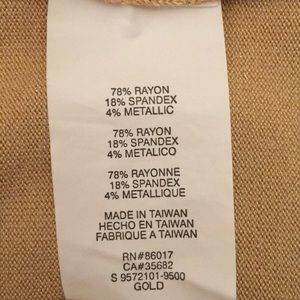 78% RAYON
18% SPANDEX
4% METALLIC
78% RAYON
18% SPANDEX
4% METALICO
78% RAYONNE
18% SPANDEX
4% METALLIQUE
MADE IN TAIWAN
HECHO EN TAIWAN
FABRIQUE A TAIWAN
RN#86017
CA#35682
S 9572101-9500
GOLD